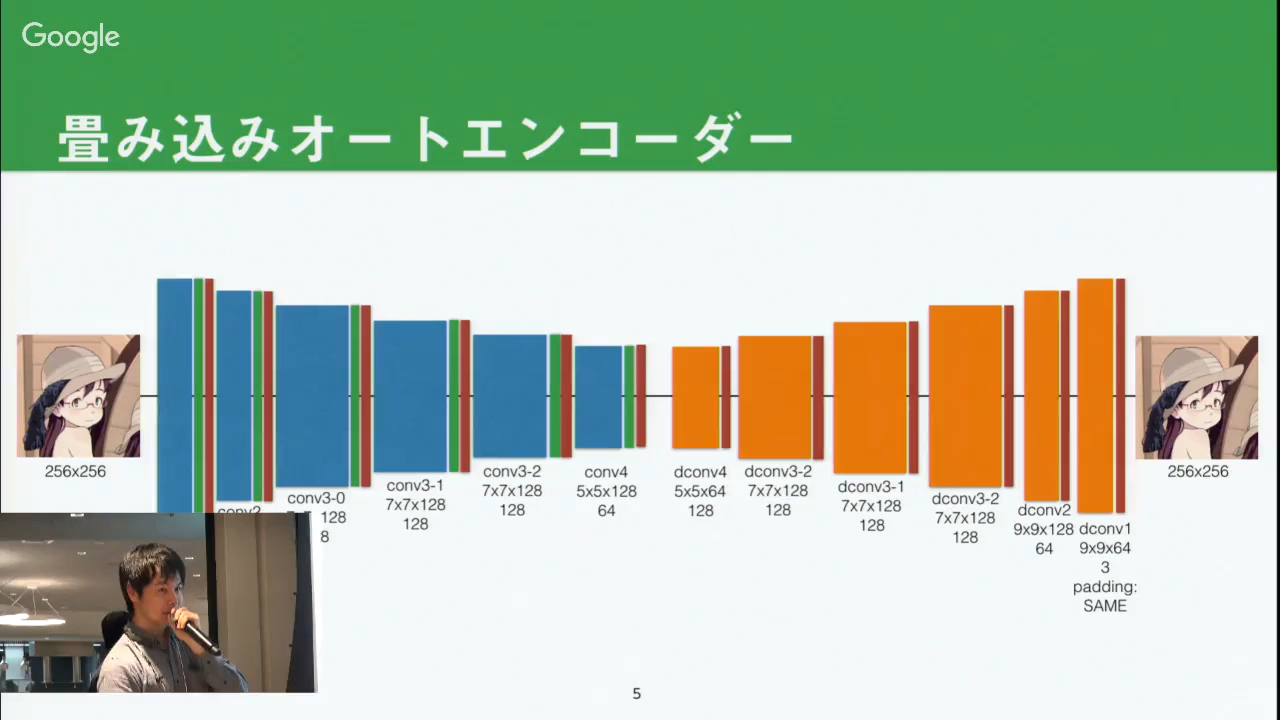 Google
畳み込みオートエンコーダー
256x256
conv2
conv3-0
128
8
conv3-1
7x7x128
128
conv3-2
7x7x128
128
conv4
5x5x128
64
dconv4
5x5x64
128
dconv3-2
7x7x128
128
dconv3-1
7x7x128
128
dconv3-2
7x7x128
128
dconv2
9x9x128
64
dconv1
9x9x64
3
padding:
SAME
256x256
5